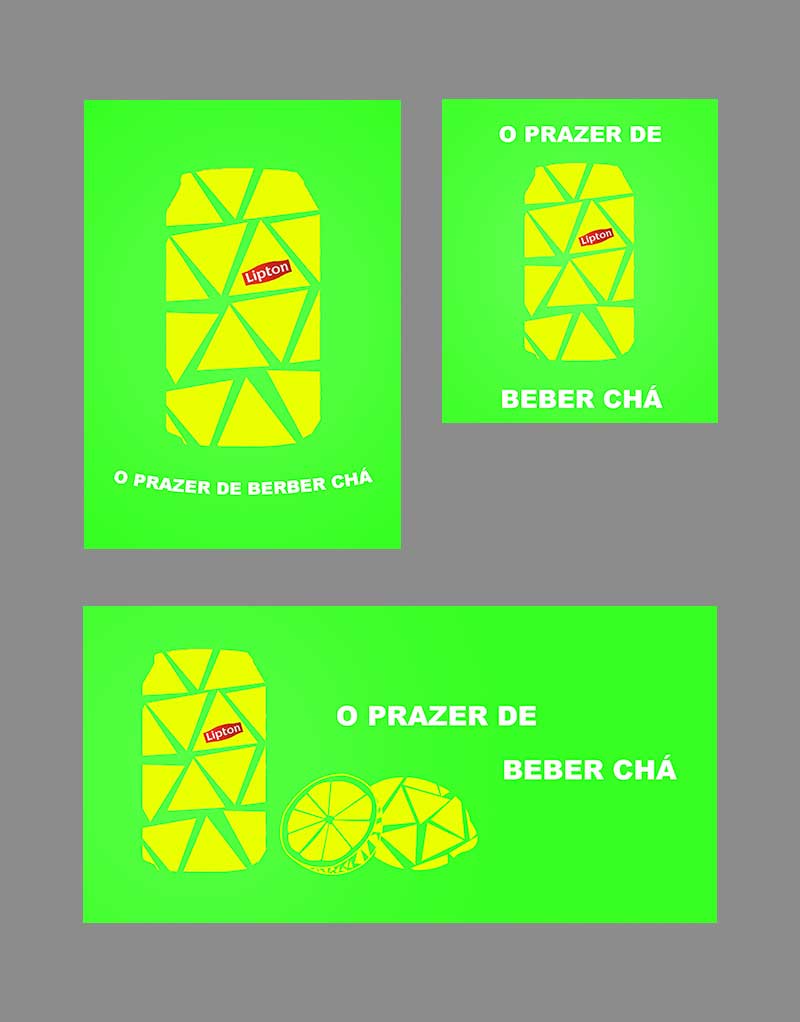 Lipton
O PRAZER DE BERBER CHÁ
O PRAZER DE
Lipton
BEBER CHÁ
Lipton
O PRAZER DE
BEBER CHÁ